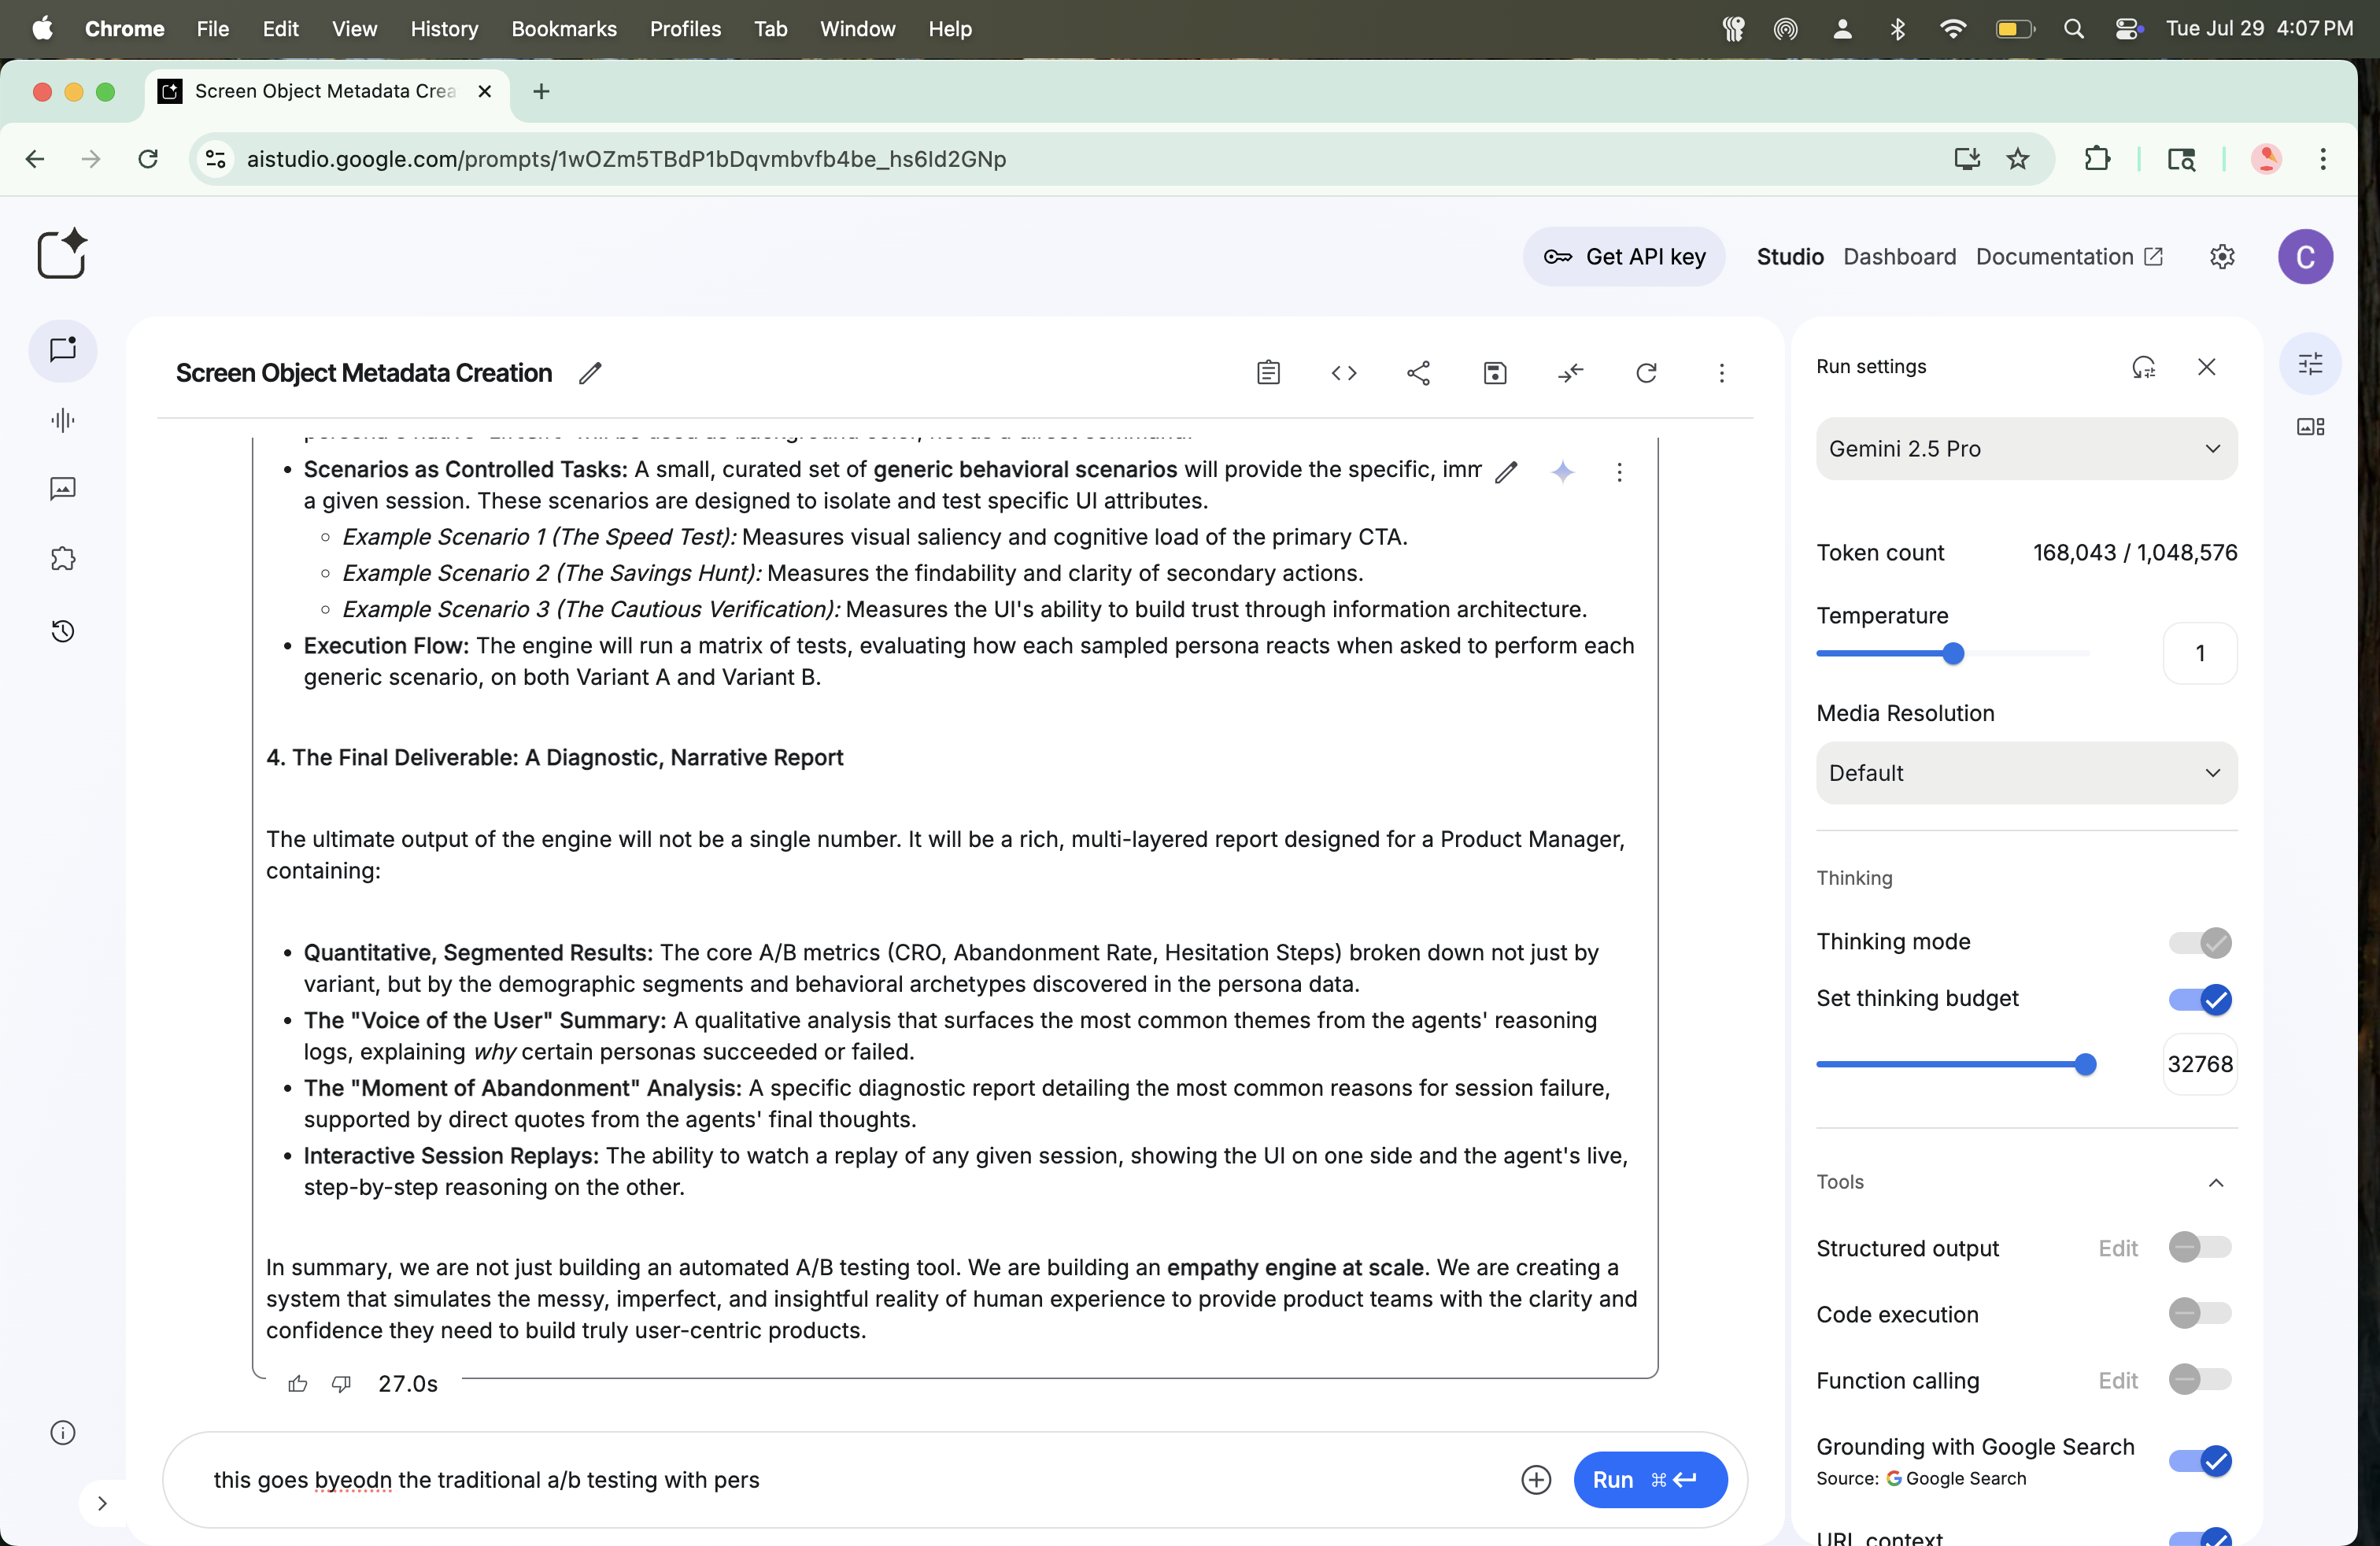 Chrome File Edit View History Bookmarks Profiles Tab Window Help Tue Jul 29 4:07 PM
Screen Object Metadata Crea
aistudio.google.com/prompts/1wOZm5TBdP1bDqvmbvfb4be_hs6Id2GNp
Get API key Studio Dashboard Documentation C
Screen Object Metadata Creation
Scenarios as Controlled Tasks: A small, curated set of generic behavioral scenarios will provide the specific, imm
a given session. These scenarios are designed to isolate and test specific UI attributes.
Example Scenario 1 (The Speed Test): Measures visual saliency and cognitive load of the primary CTA.
Example Scenario 2 (The Savings Hunt): Measures the findability and clarity of secondary actions.
Example Scenario 3 (The Cautious Verification): Measures the UI's ability to build trust through information architecture.
Execution Flow: The engine will run a matrix of tests, evaluating how each sampled persona reacts when asked to perform each
generic scenario, on both Variant A and Variant B.
4. The Final Deliverable: A Diagnostic, Narrative Report
The ultimate output of the engine will not be a single number. It will be a rich, multi-layered report designed for a Product Manager,
containing:
Quantitative, Segmented Results: The core A/B metrics (CRO, Abandonment Rate, Hesitation Steps) broken down not just by
variant, but by the demographic segments and behavioral archetypes discovered in the persona data.
The "Voice of the User" Summary: A qualitative analysis that surfaces the most common themes from the agents' reasoning
logs, explaining why certain personas succeeded or failed.
The "Moment of Abandonment" Analysis: A specific diagnostic report detailing the most common reasons for session failure,
supported by direct quotes from the agents' final thoughts.
Interactive Session Replays: The ability to watch a replay of any given session, showing the UI on one side and the agent's live,
step-by-step reasoning on the other.
In summary, we are not just building an automated A/B testing tool. We are building an empathy engine at scale. We are creating a
system that simulates the messy, imperfect, and insightful reality of human experience to provide product teams with the clarity and
confidence they need to build truly user-centric products.
27.0s
this goes byeodn the traditional a/b testing with pers
Run ⌘
Run settings
Gemini 2.5 Pro
Token count 168,043 / 1,048,576
Temperature
1
Media Resolution
Default
Thinking
Thinking mode
Set thinking budget
32768
Tools
Structured output Edit
Code execution
Function calling Edit
Grounding with Google Search
Source: Google Search
URL context